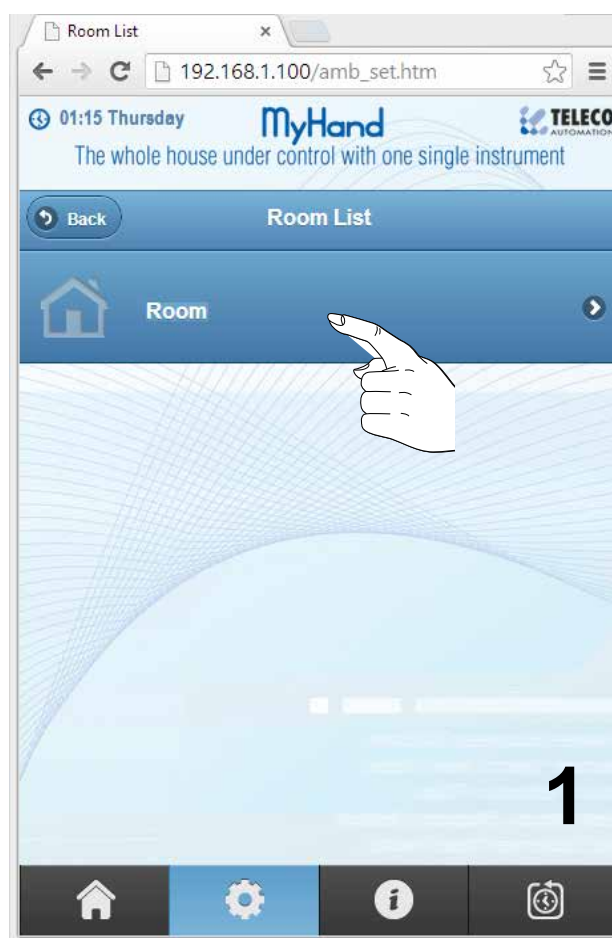 Room List
192.168.1.100/amb_set.htm
01:15 Thursday MyHand TELECO
AUTOMATION
The whole house under control with one single instrument
Back Room List
Room
1